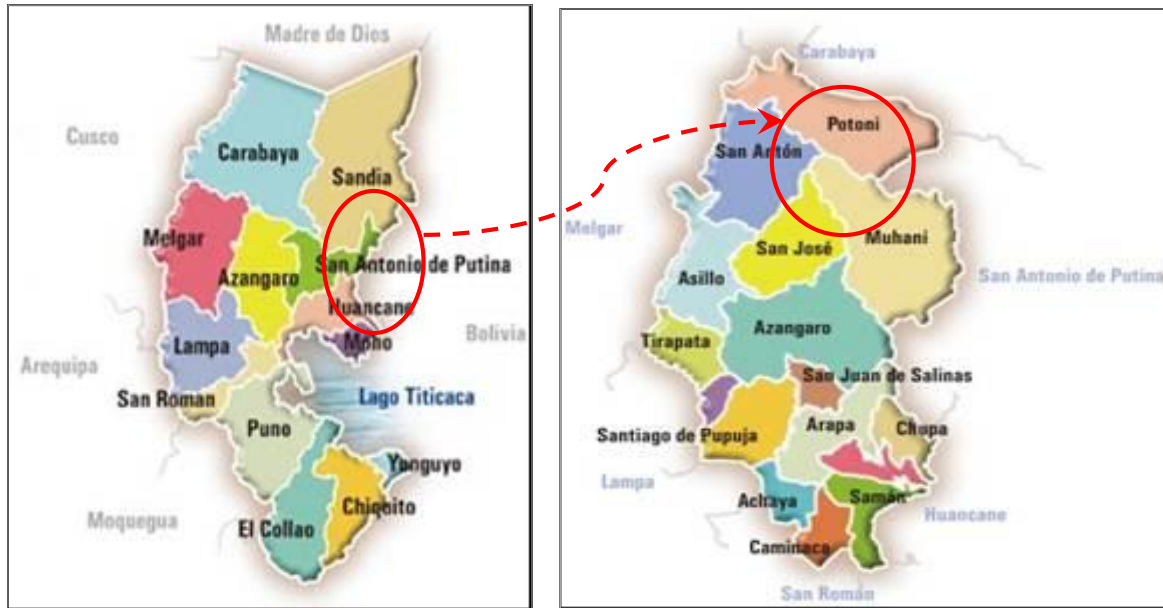 Madre de Dios
Cusco
Carabaya
Sandia
Melgar
Azangaro
San Antonio de Putina
Huancane
Moho
Bolivia
Lampa
Arequipa
San Roman
Lago Titicaca
Puno
Yunguyo
Moquegua
El Collao
Chiquito
Carabaya
Potoni
San Antón
Muhani
Melgar
San José
Asillo
San Antonio de Putina
Azangaro
Tirapata
San Juan de Salinas
Santiago de Pupuja
Arapa
Chupa
Lampa
Achaya
Samán
Huancane
Caminaca
San Román